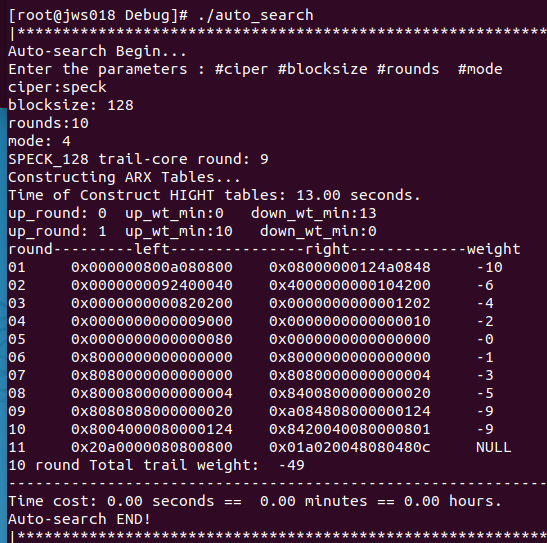 [root@jws018 Debug]# ./auto_search
|***************************************************************
Auto-search Begin...
Enter the parameters : #ciper #blocksize #rounds  #mode
ciper:speck
blocksize: 128
rounds:10
mode: 4
SPECK_128 trail-core round: 9
Constructing ARX Tables...
Time of Construct HIGHT tables: 13.00 seconds.
up_round: 0  up_wt_min:0   down_wt_min:13
up_round: 1  up_wt_min:10   down_wt_min:0
round---------left----------------right-------------weight
01     0x000000800a080800    0x08000000124a0848     -10
02     0x0000000092400040    0x4000000000104200     -6
03     0x0000000000820200    0x0000000000001202     -4
04     0x0000000000009000    0x0000000000000010     -2
05     0x0000000000000080    0x0000000000000000     -0
06     0x8000000000000000    0x8000000000000000     -1
07     0x8080000000000000    0x8080000000000004     -3
08     0x8000800000000004    0x8400800000000020     -5
09     0x8080808000000020    0xa084808000000124     -9
10     0x8004000080000124    0x8420040080000801     -9
11     0x20a0000080800800    0x01a020048080480c     NULL
10 round Total trail weight:  -49
----------------------------------------------------------------
Time cost: 0.00 seconds ==  0.00 minutes == 0.00 hours.
Auto-search END!
|***************************************************************